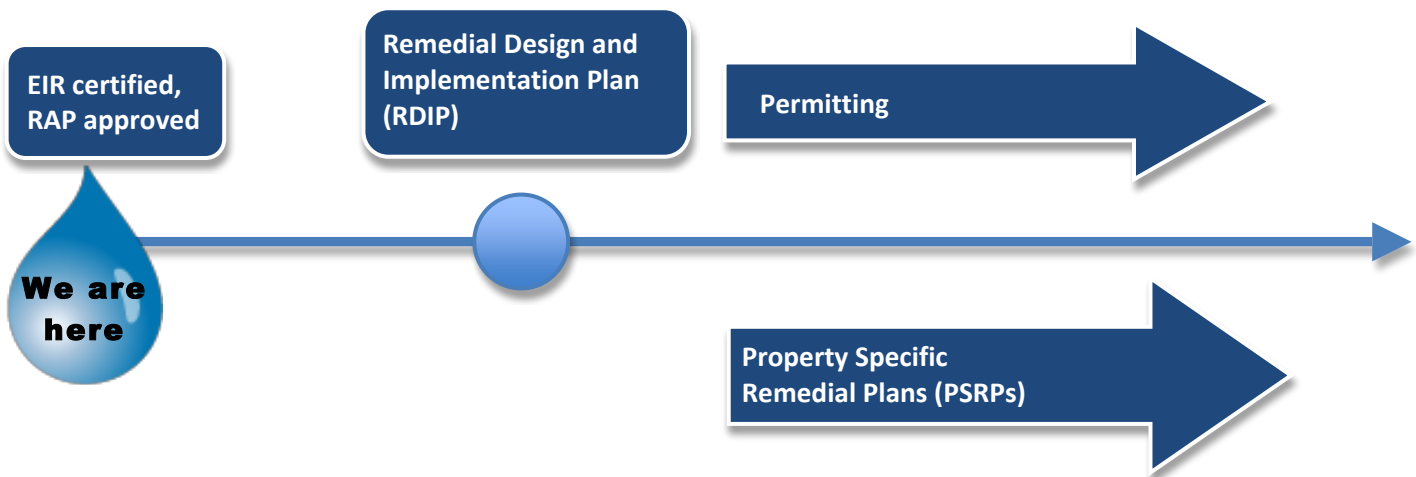 EIR certified,
RAP approved
Remedial Design and
Implementation Plan
(RDIP)
Permitting
We are
here
Property Specific
Remedial Plans (PSRPs)